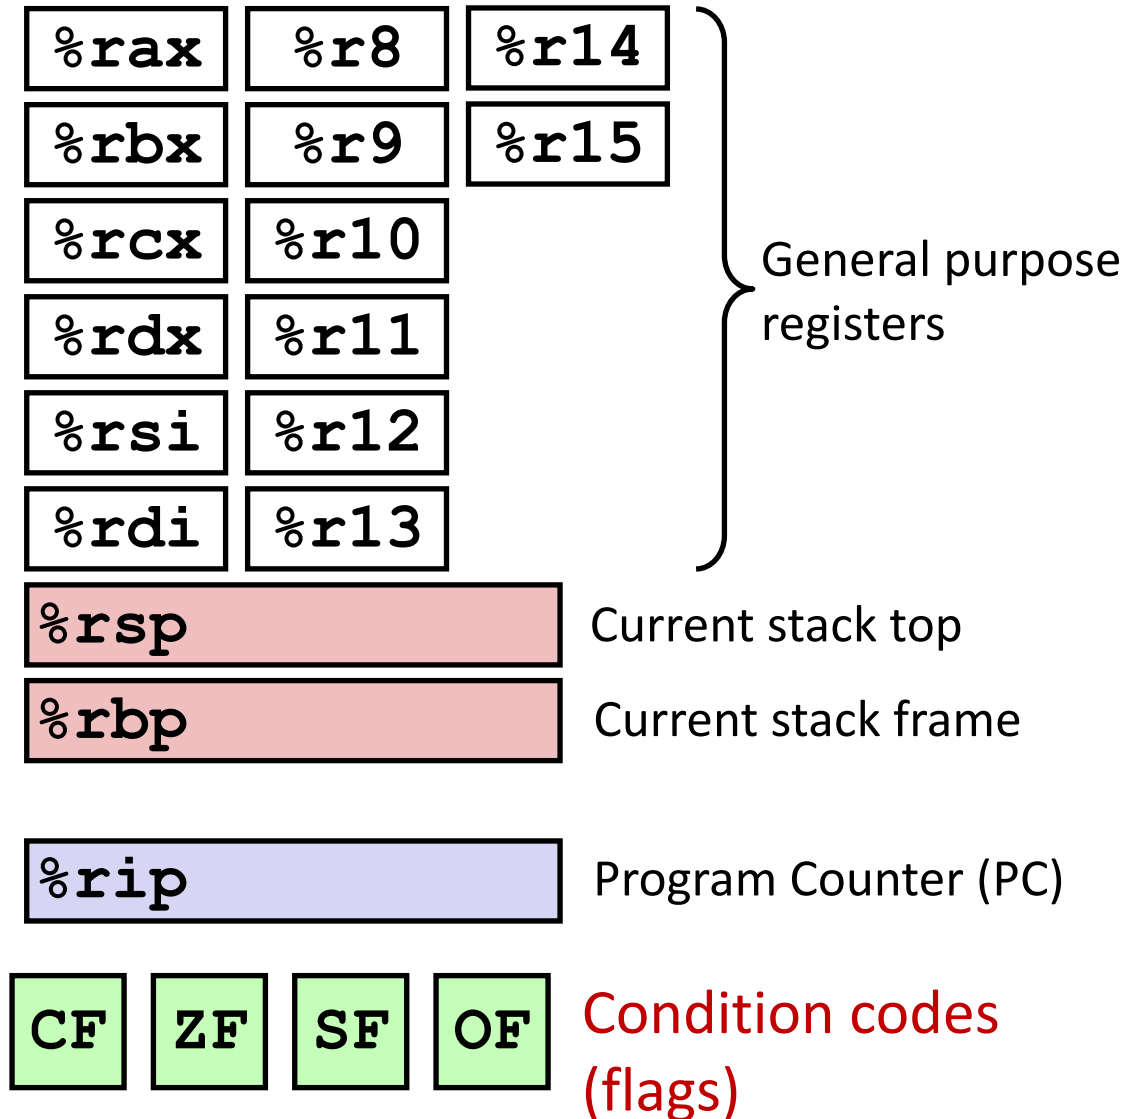 %rax %r8 %r14
%rbx %r9 %r15
%rcx %r10
%rdx %r11
%rsi %r12
%rdi %r13
General purpose
registers
%rsp Current stack top
%rbp Current stack frame
%rip Program Counter (PC)
CF ZF SF OF Condition codes
(flags)